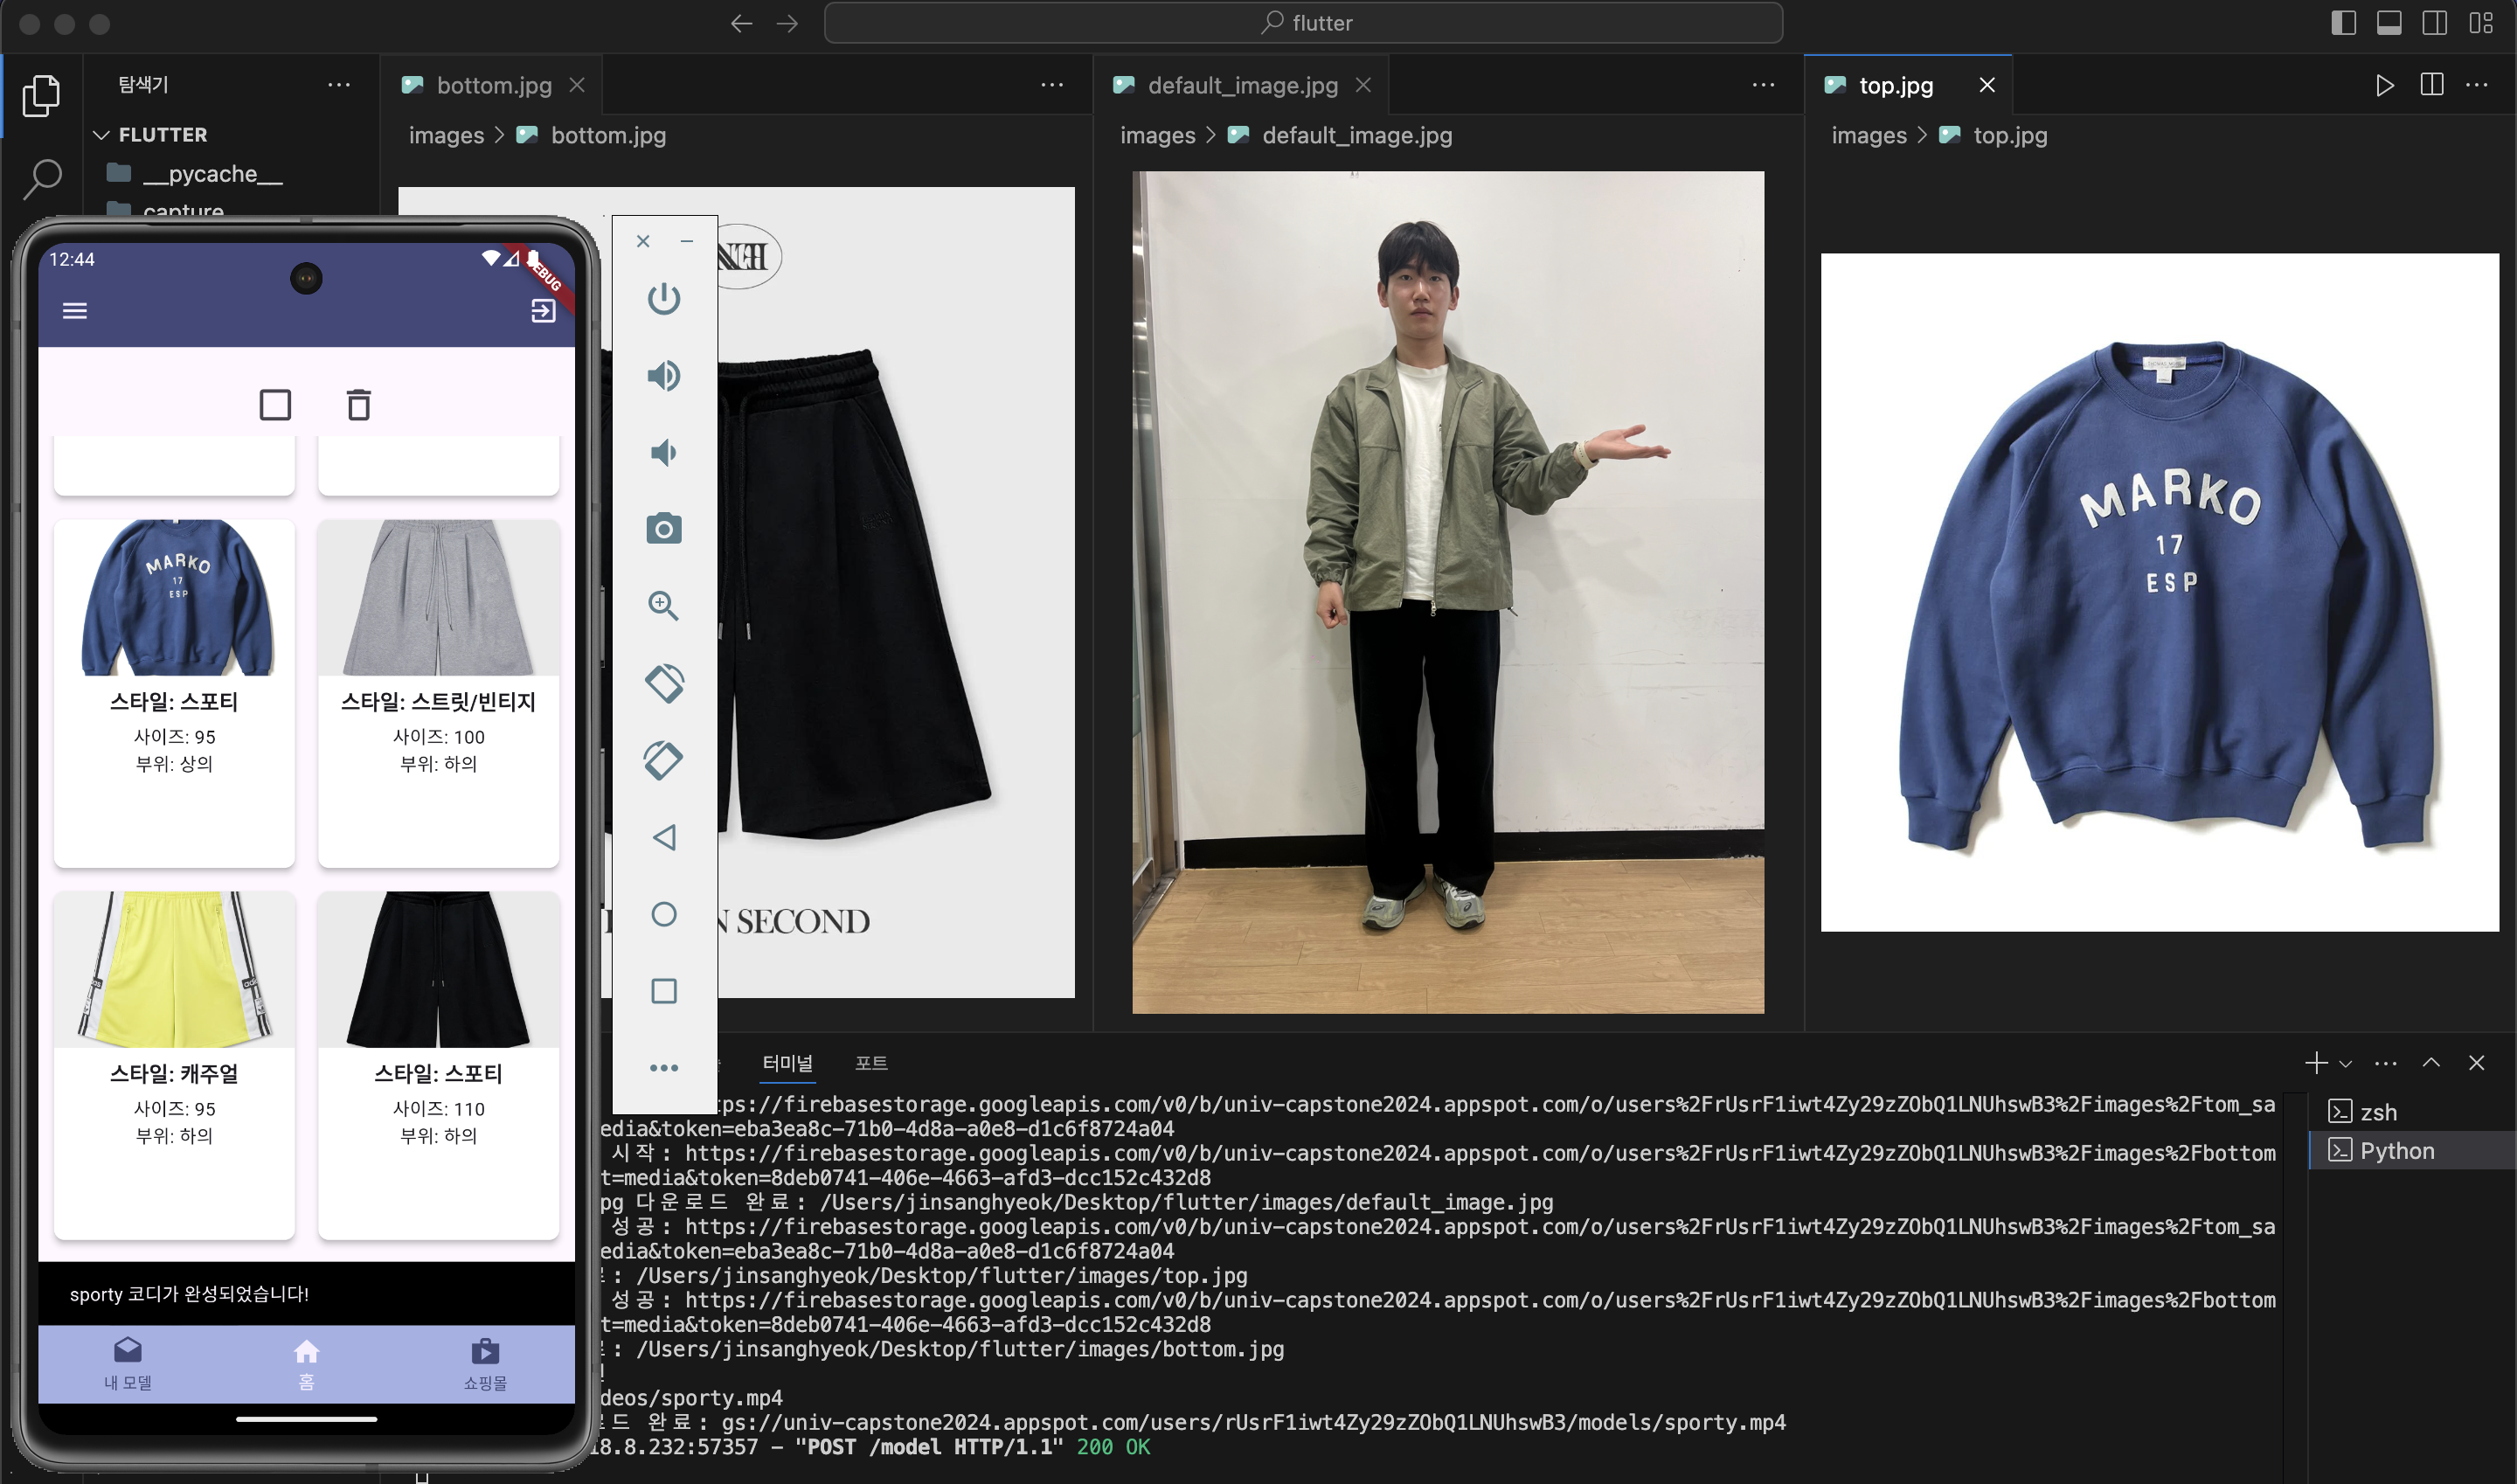 flutter
탐색기
bottom.jpg
default_image.jpg
top.jpg
FLUTTER
images > bottom.jpg
images > default_image.jpg
images > top.jpg
__pycache__
capture
12:44
DEBUG
MARKO
17
ESP
스타일: 스포티
사이즈: 95
부위: 상의
스타일: 스트릿/빈티지
사이즈: 100
부위: 하의
스타일: 캐주얼
사이즈: 95
부위: 하의
스타일: 스포티
사이즈: 110
부위: 하의
sporty 코디가 완성되었습니다!
내 모델
홈
쇼핑몰
N SECOND
MARKO
17
ESP
터미널
포트
zsh
Python
ps://firebasestorage.googleapis.com/v0/b/univ-capstone2024.appspot.com/o/users%2FrUsrF1iwt4Zy29zZObQ1LNUhswB3%2Fimages%2Ftom_sa
edia&token=eba3ea8c-71b0-4d8a-a0e8-d1c6f8724a04
시작: https://firebasestorage.googleapis.com/v0/b/univ-capstone2024.appspot.com/o/users%2FrUsrF1iwt4Zy29zZObQ1LNUhswB3%2Fimages%2Fbottom
t=media&token=8deb0741-406e-4663-afd3-dcc152c432d8
pg 다운로드 완료: /Users/jinsanghyeok/Desktop/flutter/images/default_image.jpg
성공: https://firebasestorage.googleapis.com/v0/b/univ-capstone2024.appspot.com/o/users%2FrUsrF1iwt4Zy29zZObQ1LNUhswB3%2Fimages%2Ftom_sa
edia&token=eba3ea8c-71b0-4d8a-a0e8-d1c6f8724a04
: /Users/jinsanghyeok/Desktop/flutter/images/top.jpg
성공: https://firebasestorage.googleapis.com/v0/b/univ-capstone2024.appspot.com/o/users%2FrUsrF1iwt4Zy29zZObQ1LNUhswB3%2Fimages%2Fbottom
t=media&token=8deb0741-406e-4663-afd3-dcc152c432d8
: /Users/jinsanghyeok/Desktop/flutter/images/bottom.jpg
deos/sporty.mp4
드 완료: gs://univ-capstone2024.appspot.com/users/rUsrF1iwt4Zy29zZObQ1LNUhswB3/models/sporty.mp4
18.8.232:57357 - "POST /model HTTP/1.1" 200 OK